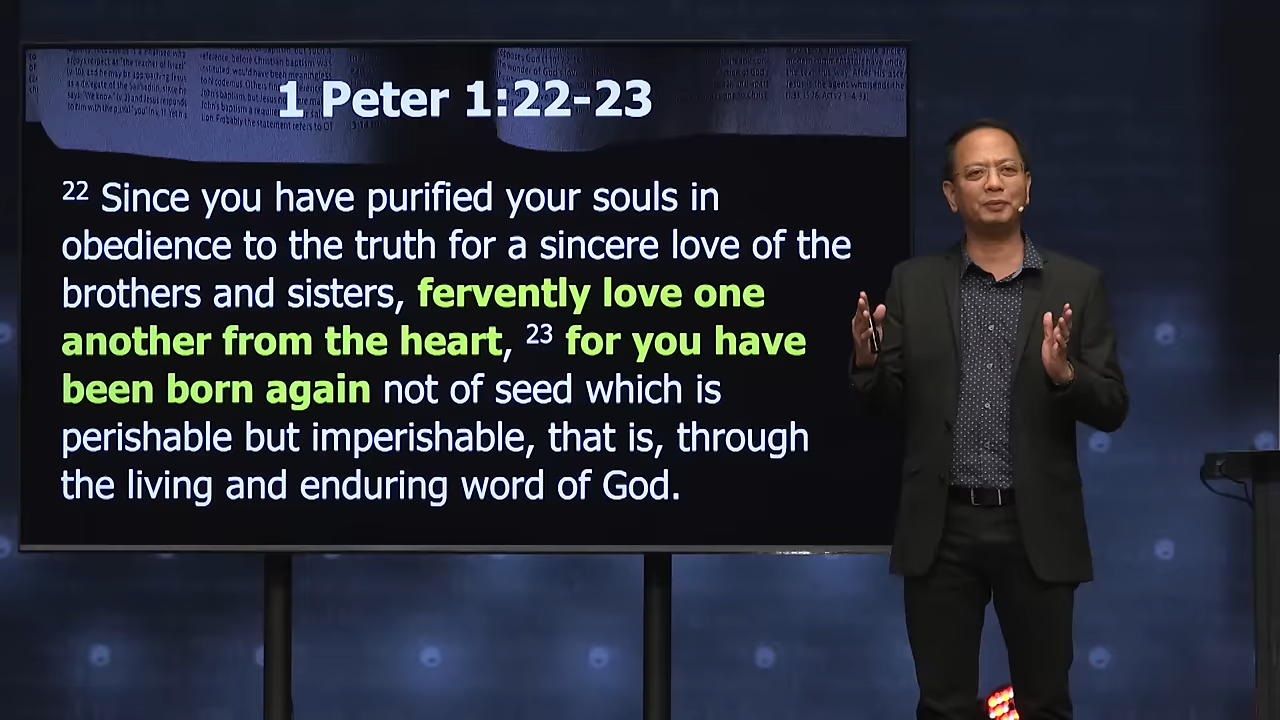 1 Peter 1:22-23
22 Since you have purified your souls in
obedience to the truth for a sincere love of the
brothers and sisters, fervently love one
another from the heart, 23 for you have
been born again not of seed which is
perishable but imperishable, that is, through
the living and enduring word of God.